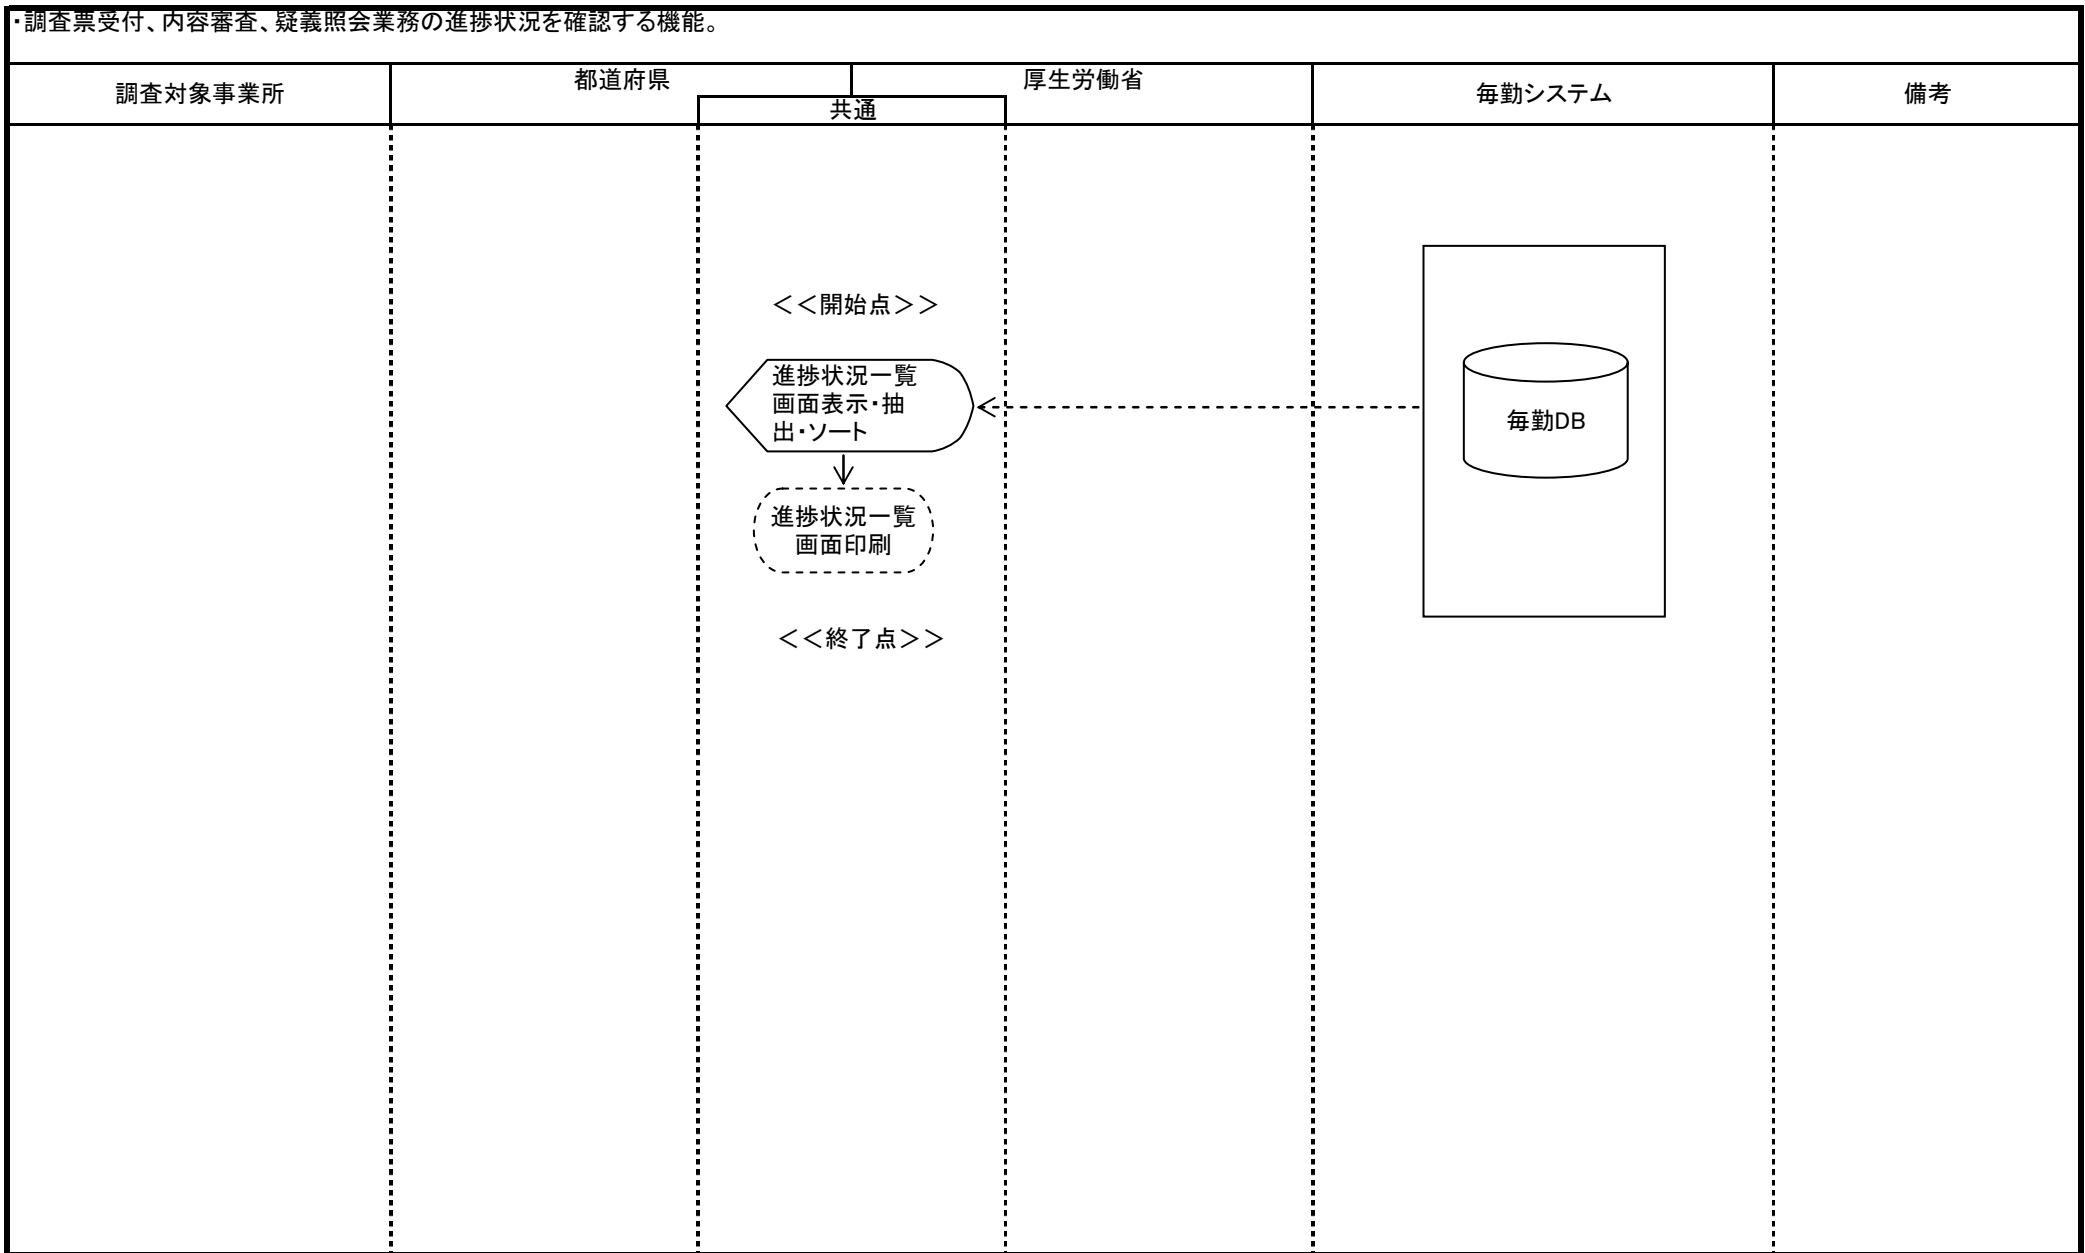 ・調査票受付、内容審査、疑義照会業務の進捗状況を確認する機能。
調査対象事業所
都道府県
厚生労働省
共通
毎勤システム
備考
＜＜開始点＞＞
進捗状況一覧
画面表示・抽
出・ソート
毎勤DB
進捗状況一覧
画面印刷
＜＜終了点＞＞